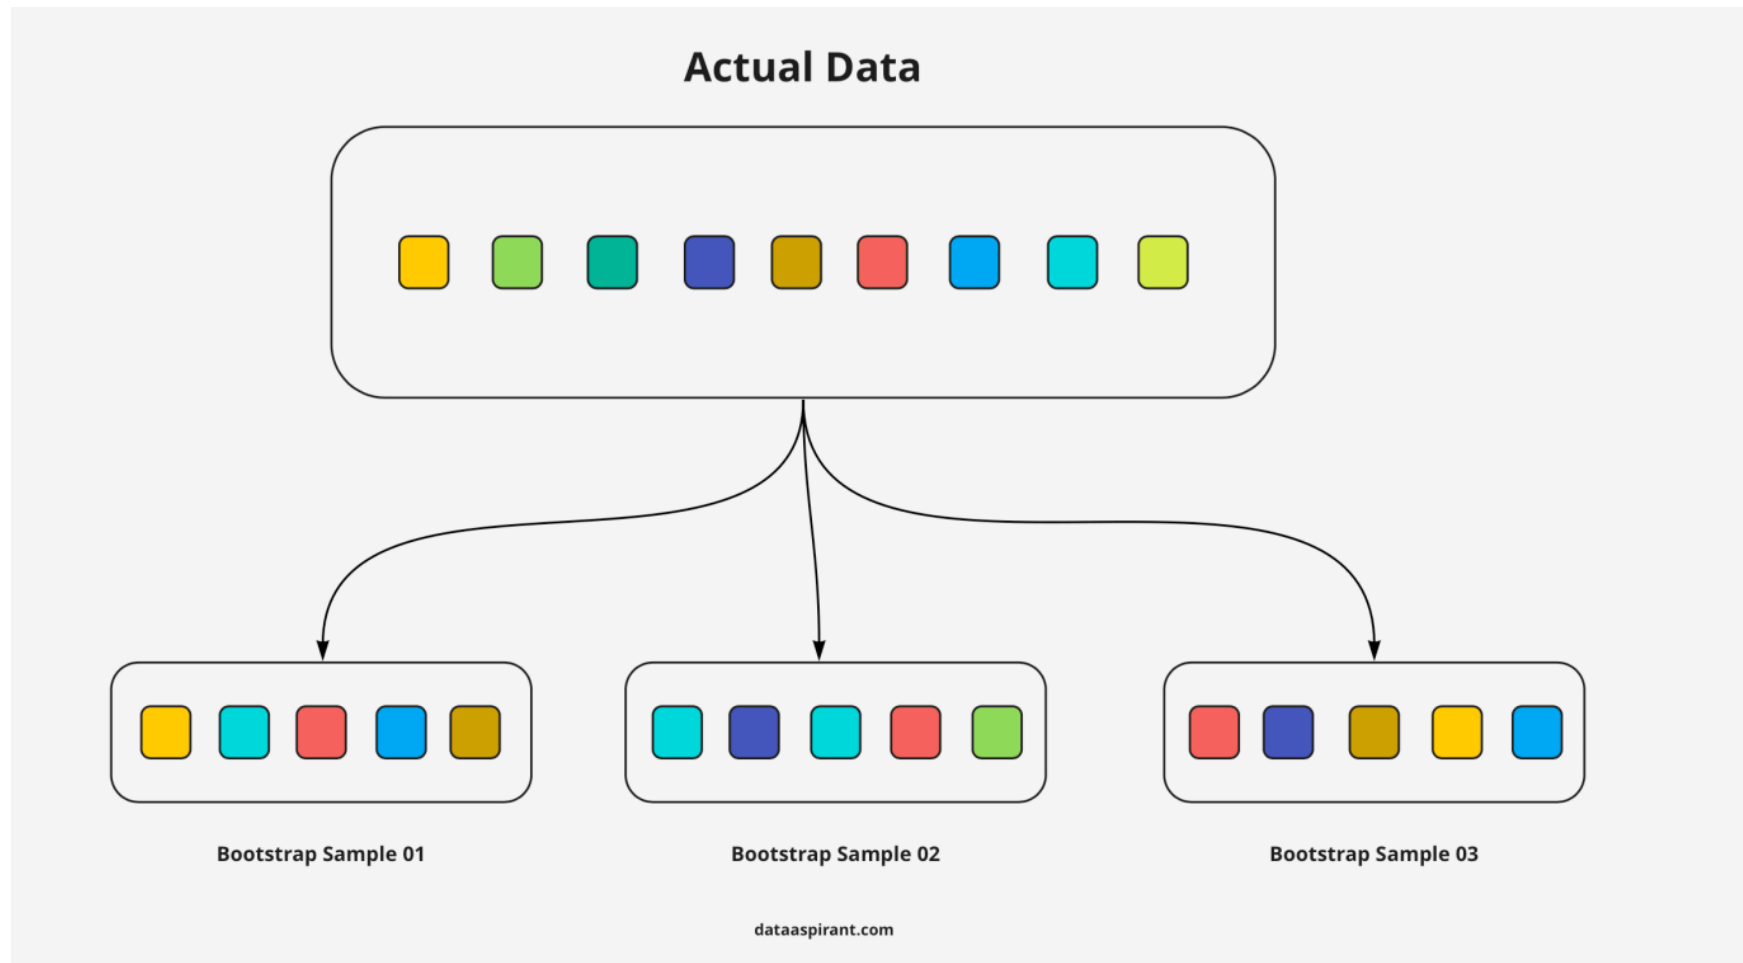 Actual Data
Bootstrap Sample 01
Bootstrap Sample 02
Bootstrap Sample 03
dataaspirant.com